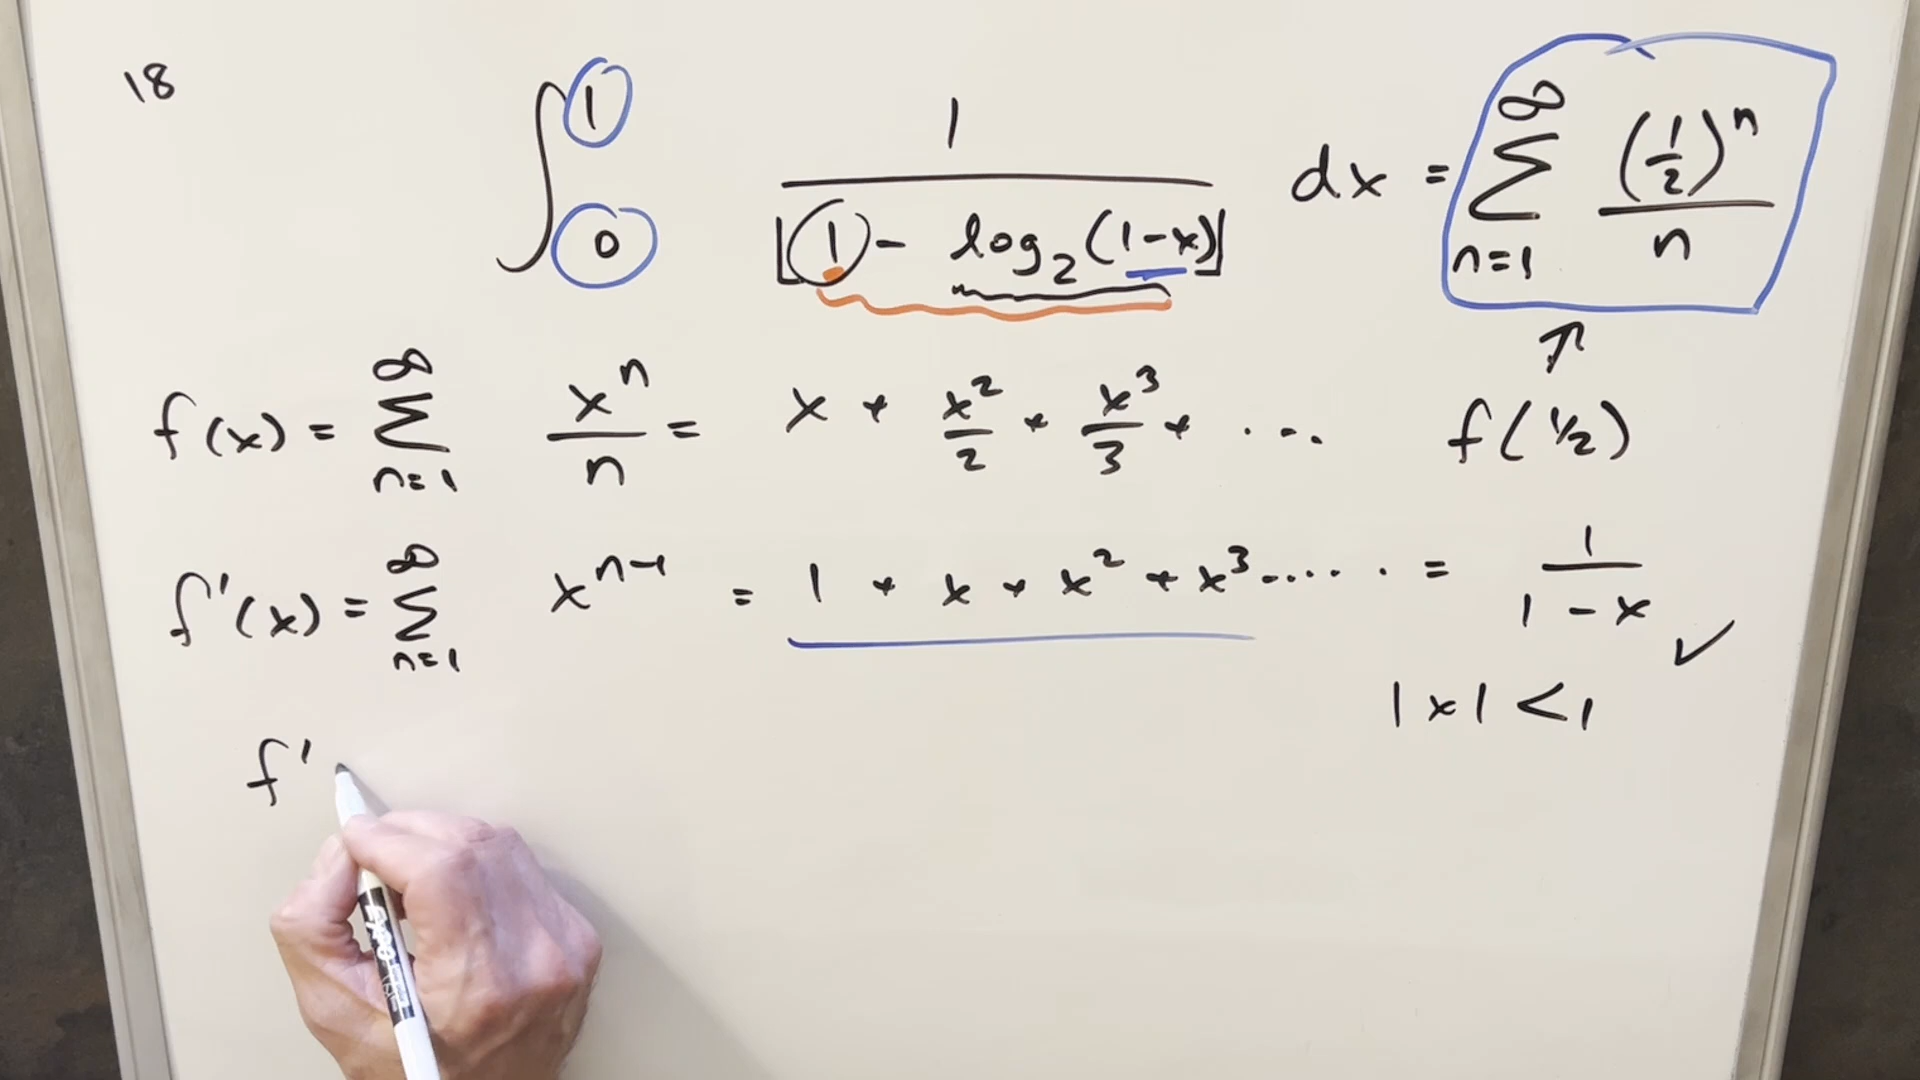 18
∫₀¹ 1 / ⌊1 - log₂(1-x)⌋ dx = ∞ Σ n=1 (1/2)ⁿ / n
↑
f(x) = ∞ Σ n=1 xⁿ / n = x + x²/2 + x³/3 + ... f(1/2)
f'(x) = ∞ Σ n=1 xⁿ⁻¹ = 1 + x + x² + x³ ..... = 1 / 1-x ✓
|x| < 1
f'
EXPO